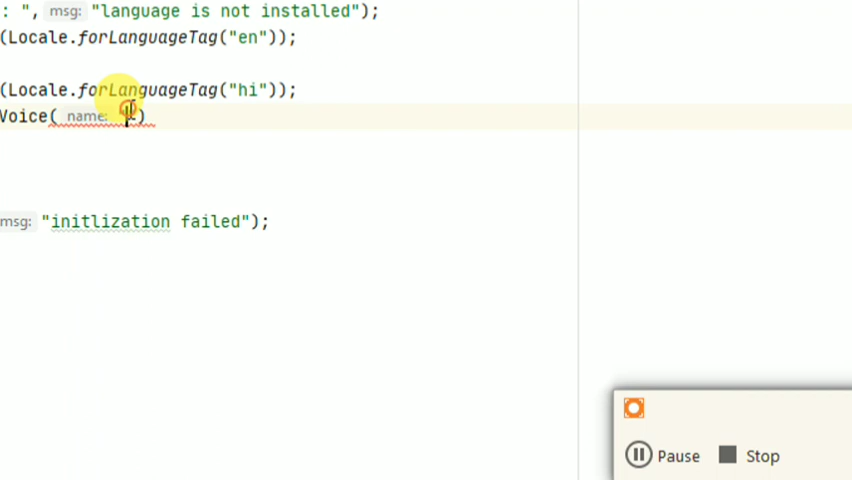 : ", msg: "language is not installed");
(Locale.forLanguageTag("en"));
(Locale.forLanguageTag("hi"));
Voice( name: )
msg: "initlization failed");
Pause Stop